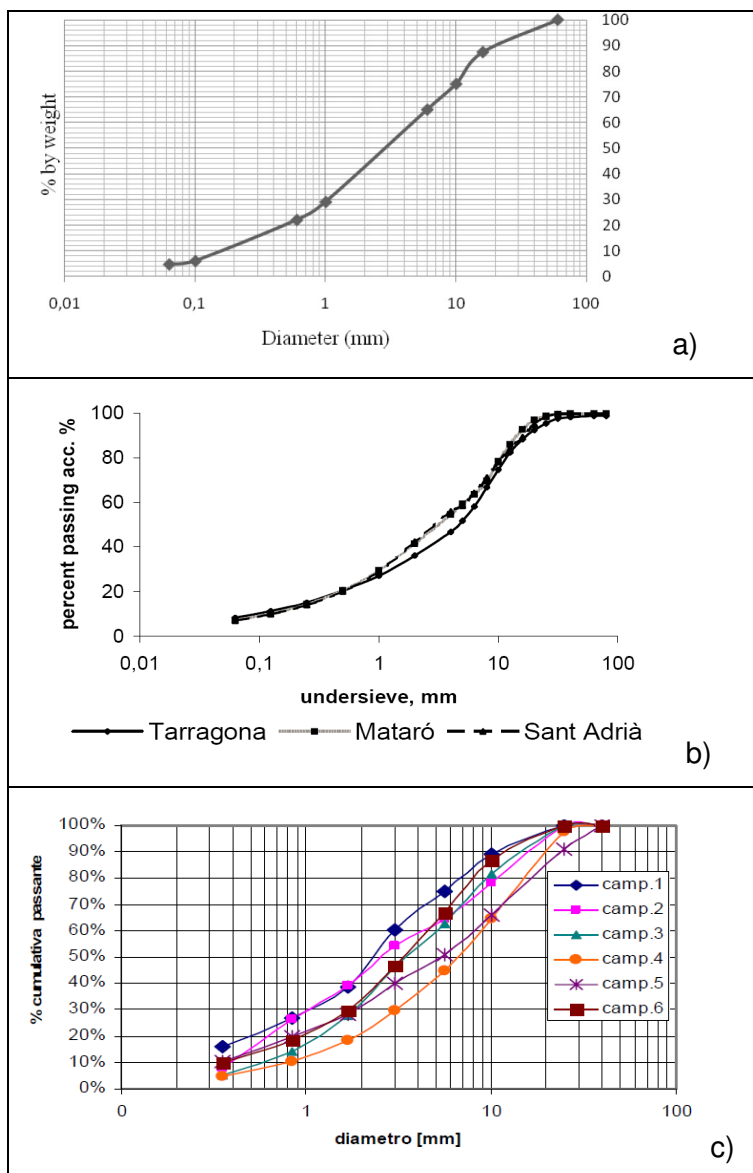 100
90
80
70
60
50
40
30
20
10
0
% by weight
0,01 0,1 1 10 100
Diameter (mm)
a)
100
80
60
40
20
0
percent passing acc. %
0,01 0,1 1 10 100
undersieve, mm
Tarragona Mataró Sant Adrià
b)
100%
90%
80%
70%
60%
50%
40%
30%
20%
10%
0%
% cumulativa passante
camp.1
camp.2
camp.3
camp.4
camp.5
camp.6
0 1 10 100
diametro [mm]
c)